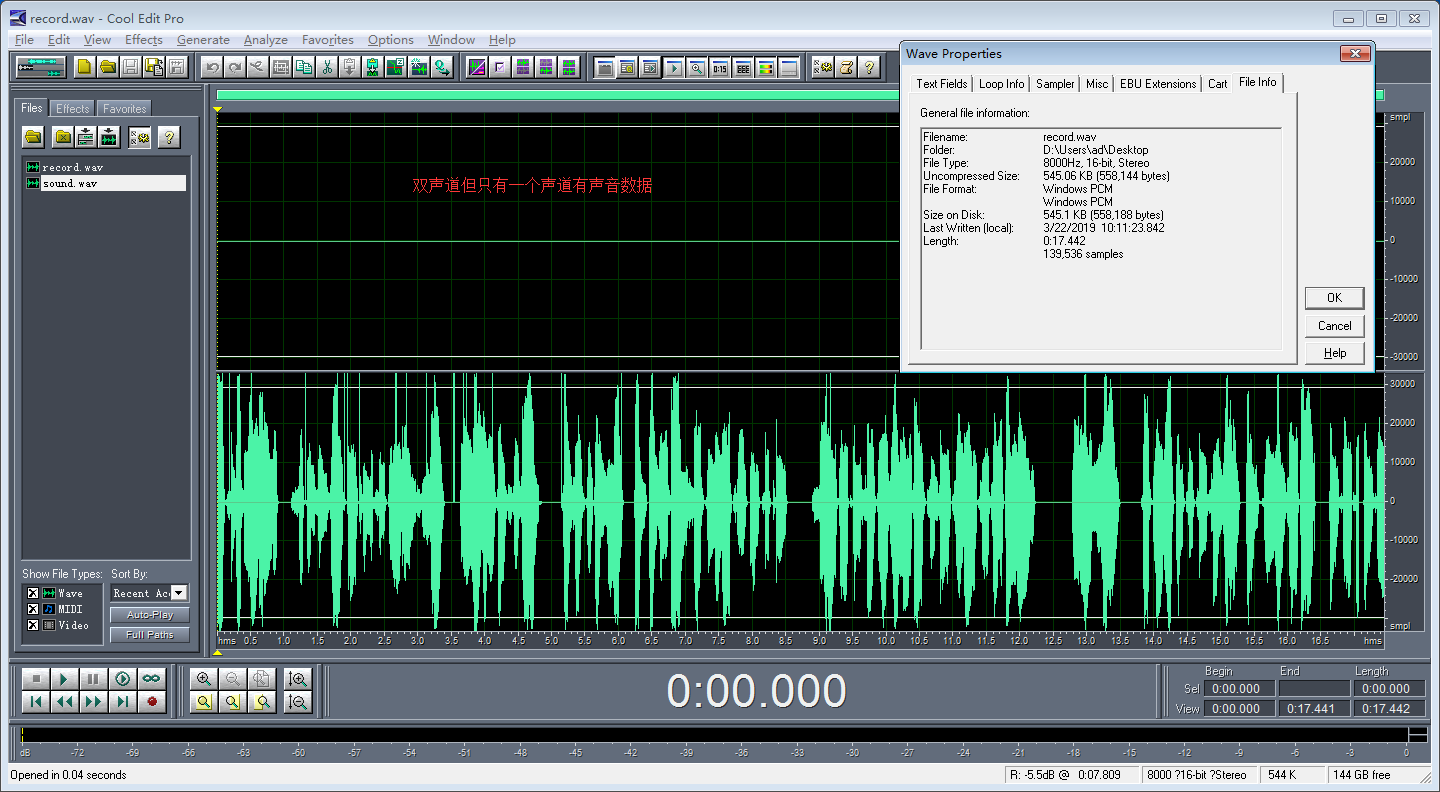 record.wav - Cool Edit Pro
File Edit View Effects Generate Analyze Favorites Options Window Help
Files Effects Favorites
record.wav
sound.wav
Show File Types: Sort By:
Wave
MIDI
Video
Recent Acc
Auto-Play
Full Paths
双声道但只有一个声道有声音数据
Wave Properties
Text Fields Loop Info Sampler Misc EBU Extensions Cart File Info
General file information:
Filename: record.wav
Folder: D:\Users\ad\Desktop
File Type: 8000Hz, 16-bit, Stereo
Uncompressed Size: 545.06 KB (558,144 bytes)
File Format: Windows PCM
Windows PCM
Size on Disk: 545.1 KB (558,188 bytes)
Last Written (local): 3/22/2019 10:11:23.842
Length: 0:17.442
139,536 samples
OK
Cancel
Help
smpl
20000
10000
0
-10000
-20000
-30000
30000
20000
10000
0
-10000
-20000
smpl
hms 0.5 1.0 1.5 2.0 2.5 3.0 3.5 4.0 4.5 5.0 5.5 6.0 6.5 7.0 7.5 8.0 8.5 9.0 9.5 10.0 10.5 11.0 11.5 12.0 12.5 13.0 13.5 14.0 14.5 15.0 15.5 16.0 16.5 hms
0:00.000
Begin End Length
Sel 0:00.000 0:00.000
View 0:00.000 0:17.441 0:17.442
dB -72 -69 -66 -63 -60 -57 -54 -51 -48 -45 -42 -39 -36 -33 -30 -27 -24 -21 -18 -15 -12 -9 -6 -3 0
Opened in 0.04 seconds
R: -5.5dB @ 0:07.809
8000 ?16-bit ?Stereo
544 K
144 GB free